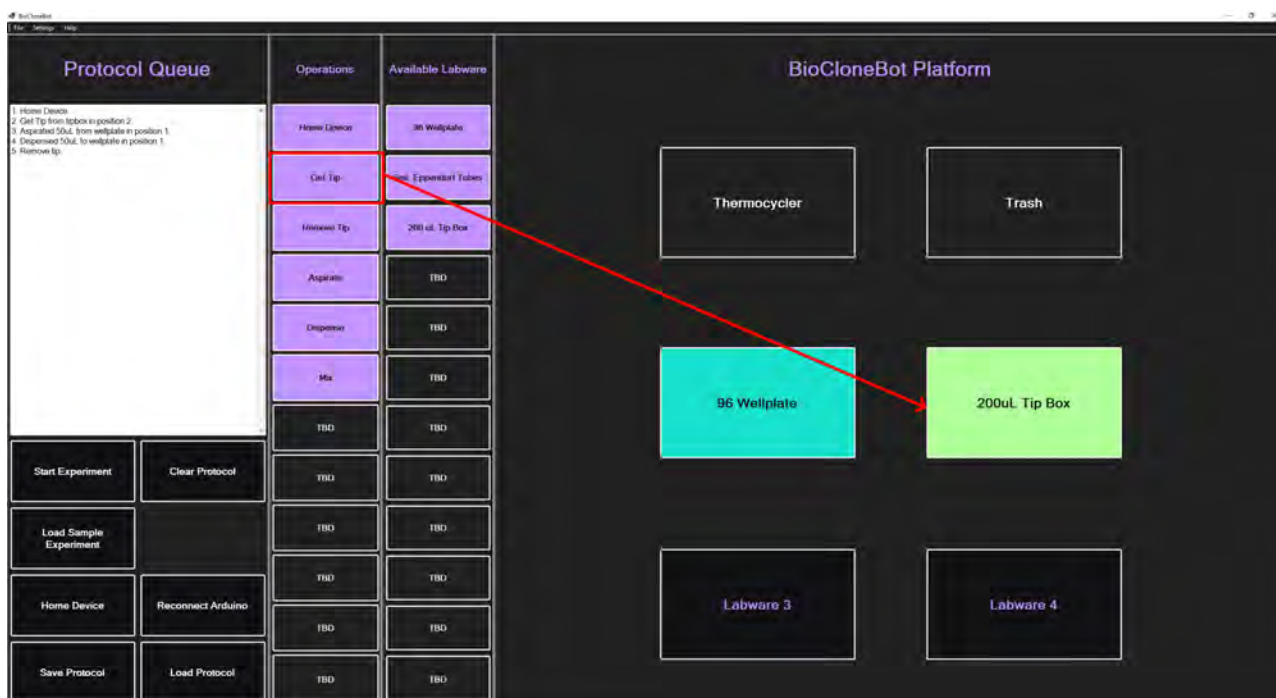 BioCloneBot
File Settings Help
Protocol Queue
1. Home Device
2. Get Tip from tipbox in position 2.
3. Aspirated 50uL from wellplate in position 1.
4. Dispensed 50uL to wellplate in position 1.
5. Remove tip.
Start Experiment
Clear Protocol
Load Sample
Experiment
Home Device
Reconnect Arduino
Save Protocol
Load Protocol
Operations
Home Device
Get Tip
Remove Tip
Aspirate
Dispense
Mix
TBD
TBD
TBD
TBD
TBD
TBD
Available Labware
96 Wellplate
Eppendorf Tubes
200 uL Tip Box
TBD
TBD
TBD
TBD
TBD
TBD
TBD
TBD
TBD
BioCloneBot Platform
Thermocycler
Trash
96 Wellplate
200uL Tip Box
Labware 3
Labware 4